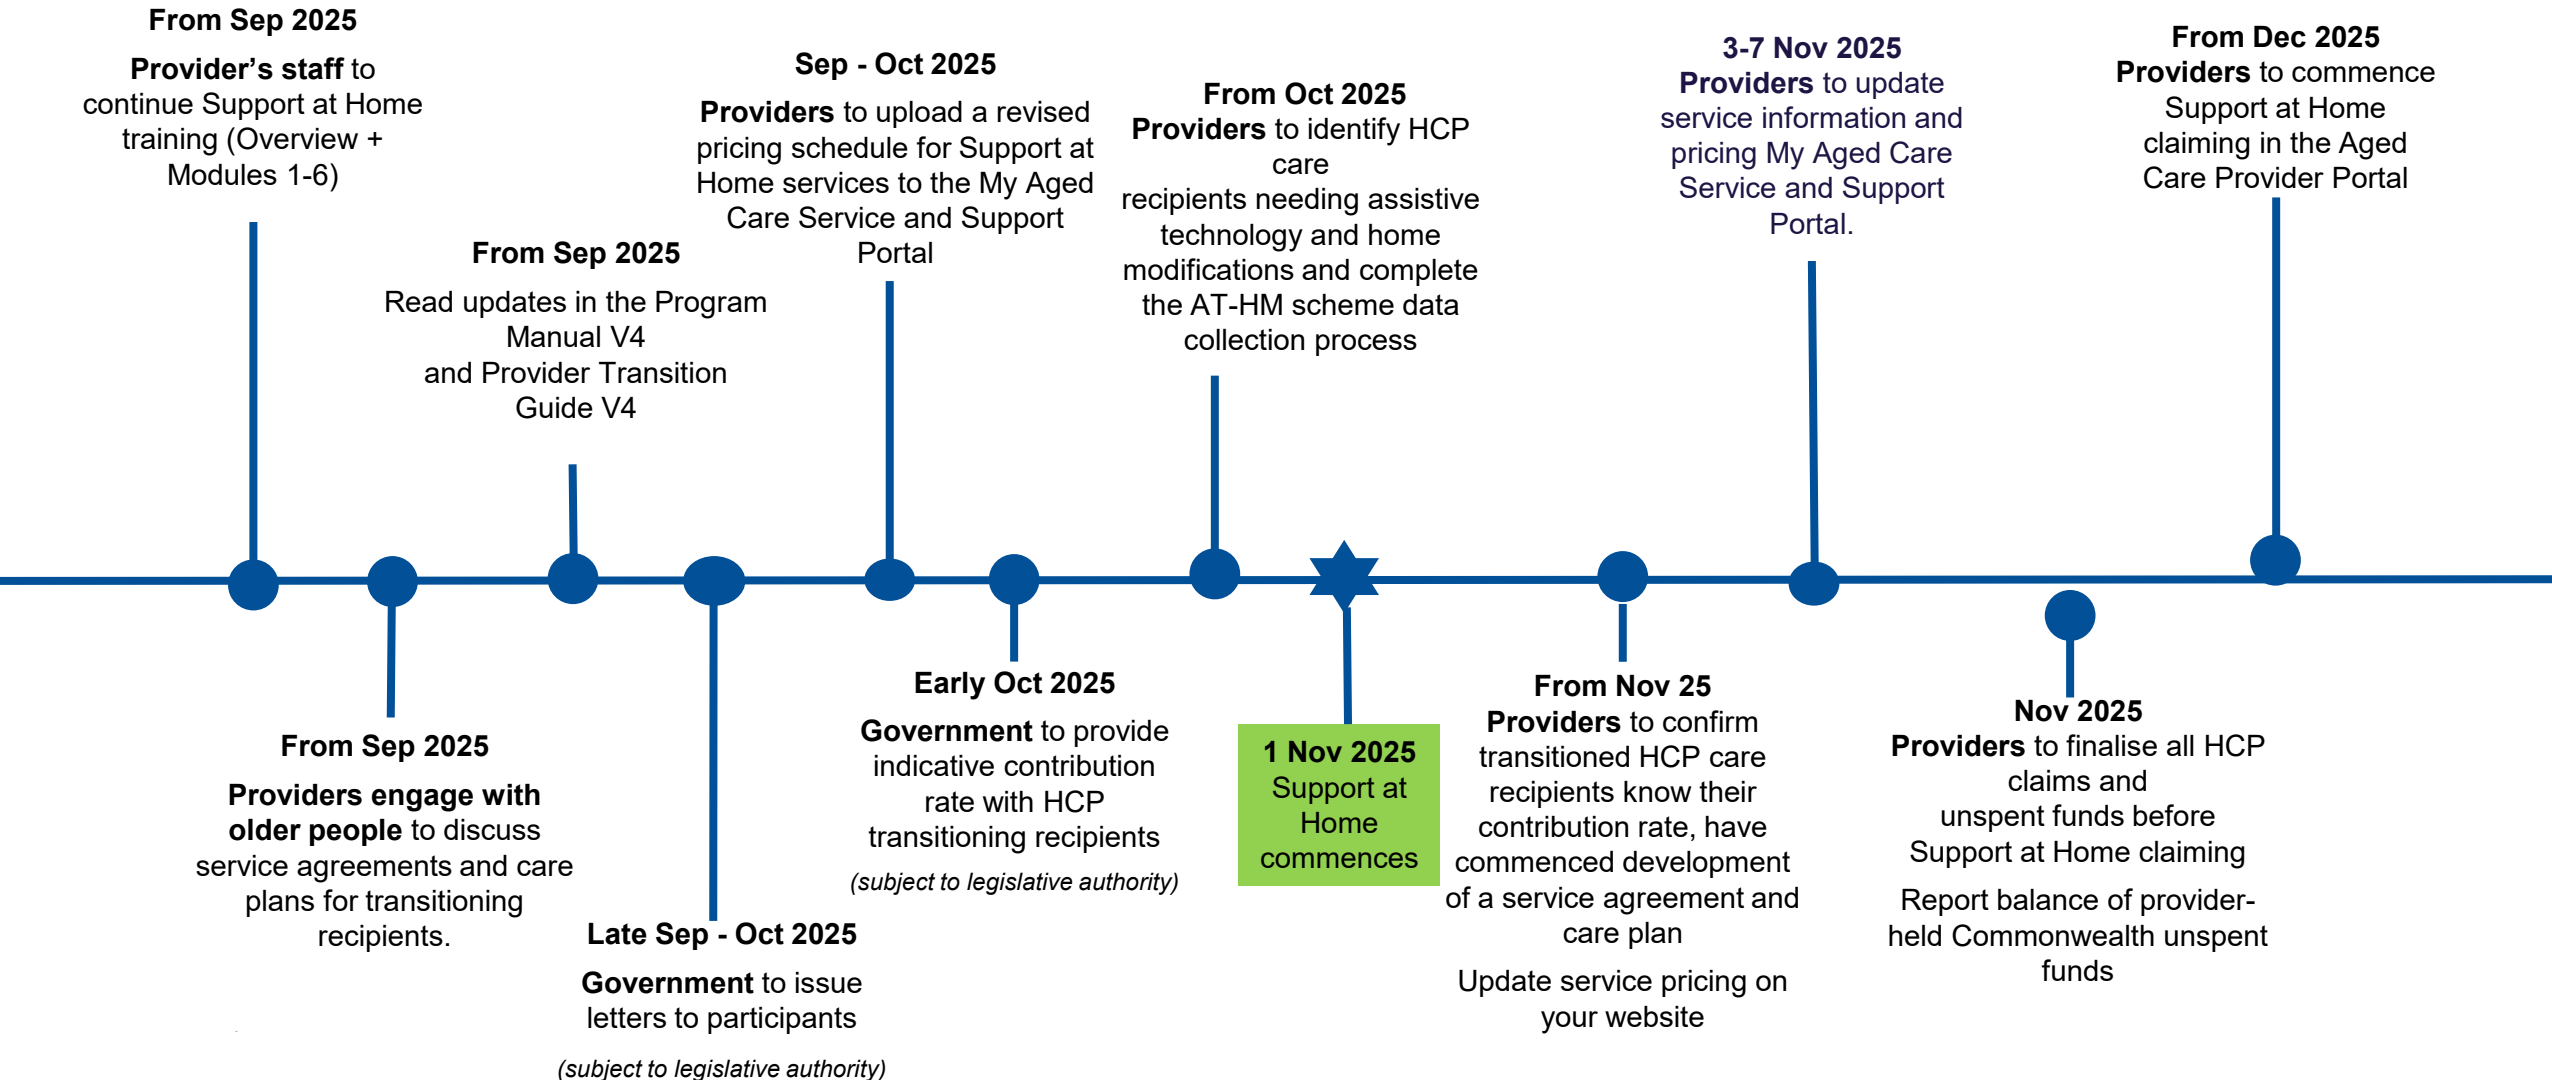 From Sep 2025
Provider’s staff to
continue Support at Home
training (Overview +
Modules 1-6)
From Sep 2025
Providers engage with
older people to discuss
service agreements and care
plans for transitioning
recipients.
From Sep 2025
Read updates in the Program
Manual V4
and Provider Transition
Guide V4
Late Sep - Oct 2025
Government to issue
letters to participants
(subject to legislative authority)
Sep - Oct 2025
Providers to upload a revised
pricing schedule for Support at
Home services to the My Aged
Care Service and Support
Portal
Early Oct 2025
Government to provide
indicative contribution
rate with HCP
transitioning recipients
(subject to legislative authority)
From Oct 2025
Providers to identify HCP
care
recipients needing assistive
technology and home
modifications and complete
the AT-HM scheme data
collection process
1 Nov 2025
Support at
Home
commences
From Nov 25
Providers to confirm
transitioned HCP care
recipients know their
contribution rate, have
commenced development
of a service agreement and
care plan
Update service pricing on
your website
3-7 Nov 2025
Providers to update
service information and
pricing My Aged Care
Service and Support
Portal.
Nov 2025
Providers to finalise all HCP
claims and
unspent funds before
Support at Home claiming
Report balance of provider-
held Commonwealth unspent
funds
From Dec 2025
Providers to commence
Support at Home
claiming in the Aged
Care Provider Portal